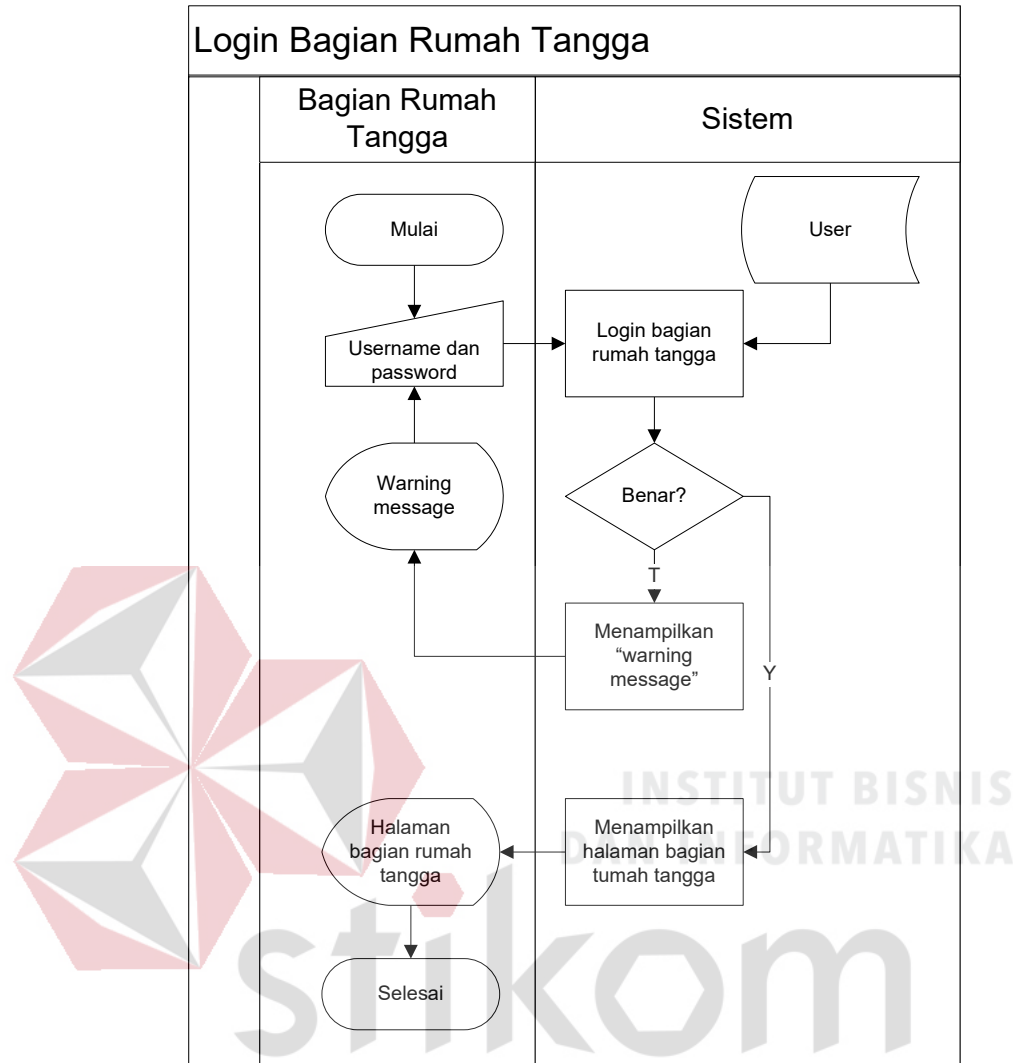 Login Bagian Rumah Tangga
Bagian Rumah
Tangga
Sistem
Mulai
User
Username dan
password
Login bagian
rumah tangga
Warning
message
Benar?
T
Menampilkan
“warning
message”
Y
INSTITUT BISNIS
DAN INFORMATIKA
Halaman
bagian rumah
tangga
Menampilkan
halaman bagian
tumah tangga
stikom
Selesai